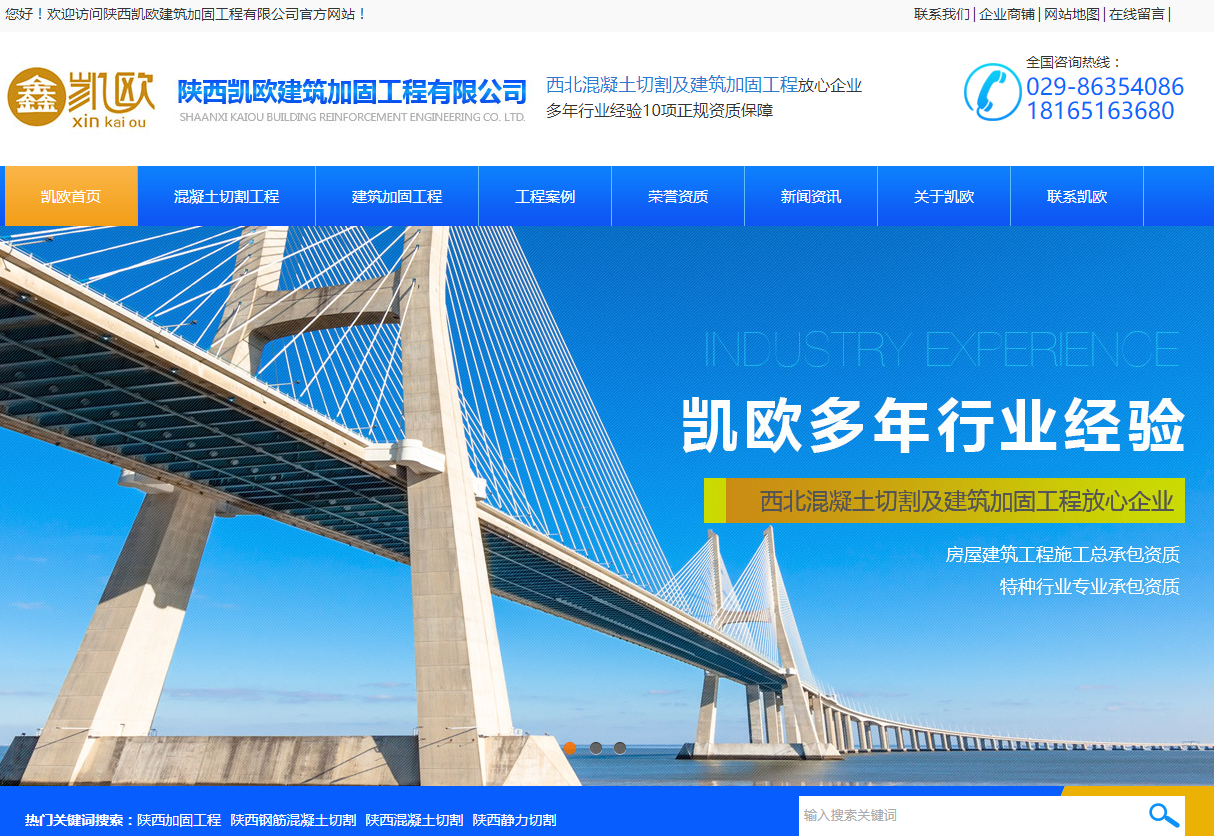 您好！欢迎访问陕西凯欧建筑加固工程有限公司官方网站！
联系我们 | 企业商铺 | 网站地图 | 在线留言 |
鑫 凯欧
xin kai ou
陕西凯欧建筑加固工程有限公司
SHAANXI KAIOU BUILDING REINFORCEMENT ENGINEERING CO. LTD.
西北混凝土切割及建筑加固工程放心企业
多年行业经验10项正规资质保障
全国咨询热线：
029-86354086
18165163680
凯欧首页 混凝土切割工程 建筑加固工程 工程案例 荣誉资质 新闻资讯 关于凯欧 联系凯欧
INDUSTRY EXPERIENCE
凯欧多年行业经验
西北混凝土切割及建筑加固工程放心企业
房屋建筑工程施工总承包资质
特种行业专业承包资质
热门关键词搜索：陕西加固工程 陕西钢筋混凝土切割 陕西混凝土切割 陕西静力切割
输入搜索关键词